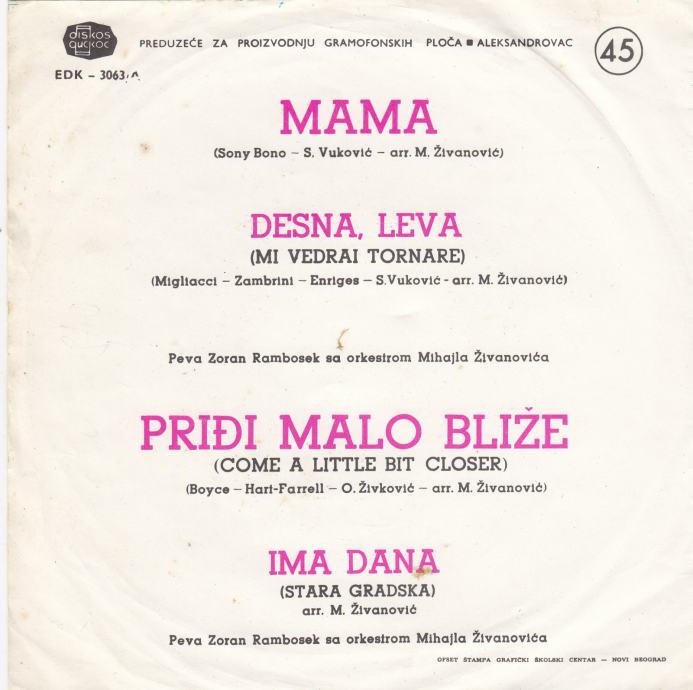 diskos
дискос
PREDUZEĆE ZA PROIZVODNJU GRAMOFONSKIH PLOČA ■ ALEKSANDROVAC
45
EDK – 3063/A
MAMA
(Sony Bono – S. Vuković – arr. M. Živanović)
DESNA, LEVA
(MI VEDRAI TORNARE)
(Migliacci – Zambrini – Enriges – S.Vuković - arr. M. Živanović)
Peva Zoran Rambosek sa orkestrom Mihajla Živanovića
PRIĐI MALO BLIŽE
(COME A LITTLE BIT CLOSER)
(Boyce – Hart-Farrell – O. Živković – arr. M. Živanović)
IMA DANA
(STARA GRADSKA)
arr. M. Živanović
Peva Zoran Rambosek sa orkestrom Mihajla Živanovića
OFSET ŠTAMPA GRAFIČKI ŠKOLSKI CENTAR – NOVI BEOGRAD